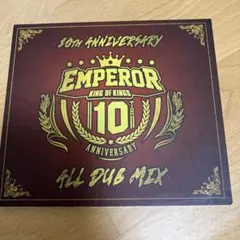 10TH ANNIVERSARY
EMPEROR
KING OF KINGS
10
ANNIVERSARY
ALL DUB MIX